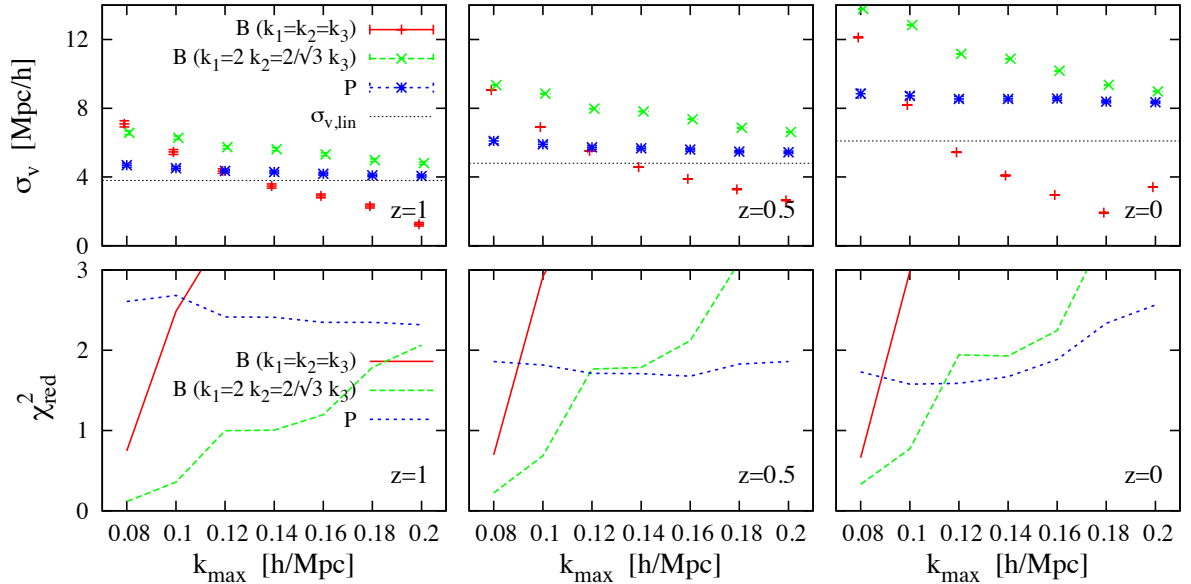 σv [Mpc/h]
12
8
4
0
B (k1=k2=k3)
B (k1=2 k2=2/√3 k3)
P
σv,lin
z=1
z=0.5
z=0
χ²red
3
2
1
0
B (k1=k2=k3)
B (k1=2 k2=2/√3 k3)
P
z=1
z=0.5
z=0
0.08 0.1 0.12 0.14 0.16 0.18 0.2
0.08 0.1 0.12 0.14 0.16 0.18 0.2
0.08 0.1 0.12 0.14 0.16 0.18 0.2
kmax [h/Mpc]
kmax [h/Mpc]
kmax [h/Mpc]